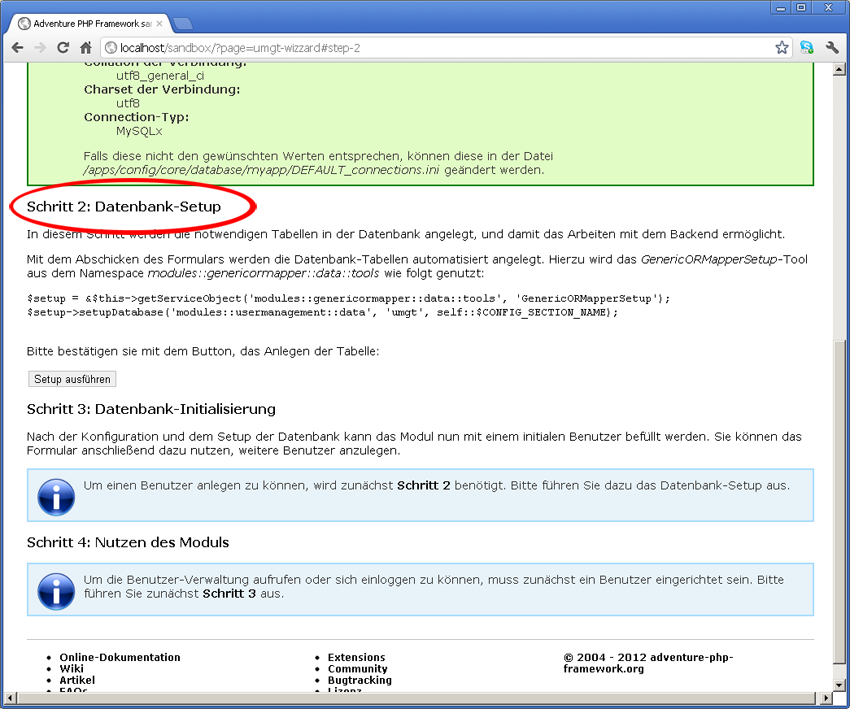 Adventure PHP Framework sa
localhost/sandbox/?page=umgt-wizzard#step-2
Collation der Verbindung:
utf8_general_ci
Charset der Verbindung:
utf8
Connection-Typ:
MySQLx
Falls diese nicht den gewünschten Werten entsprechen, können diese in der Datei
/apps/config/core/database/myapp/DEFAULT_connections.ini geändert werden.
Schritt 2: Datenbank-Setup
In diesem Schritt werden die notwendigen Tabellen in der Datenbank angelegt, und damit das Arbeiten mit dem Backend ermöglicht.
Mit dem Abschicken des Formulars werden die Datenbank-Tabellen automatisiert angelegt. Hierzu wird das GenericORMapperSetup-Tool
aus dem Namespace modules::genericormapper::data::tools wie folgt genutzt:
$setup = &$this->getServiceObject('modules::genericormapper::data::tools', 'GenericORMapperSetup');
$setup->setupDatabase('modules::usermanagement::data', 'umgt', self::$CONFIG_SECTION_NAME);
Bitte bestätigen sie mit dem Button, das Anlegen der Tabelle:
Setup ausführen
Schritt 3: Datenbank-Initialisierung
Nach der Konfiguration und dem Setup der Datenbank kann das Modul nun mit einem initialen Benutzer befüllt werden. Sie können das
Formular anschließend dazu nutzen, weitere Benutzer anzulegen.
Um einen Benutzer anlegen zu können, wird zunächst Schritt 2 benötigt. Bitte führen Sie dazu das Datenbank-Setup aus.
Schritt 4: Nutzen des Moduls
Um die Benutzer-Verwaltung aufrufen oder sich einloggen zu können, muss zunächst ein Benutzer eingerichtet sein. Bitte
führen Sie zunächst Schritt 3 aus.
Online-Dokumentation
Wiki
Artikel
FAQs
Extensions
Community
Bugtracking
Lizenz
© 2004 - 2012 adventure-php-
framework.org